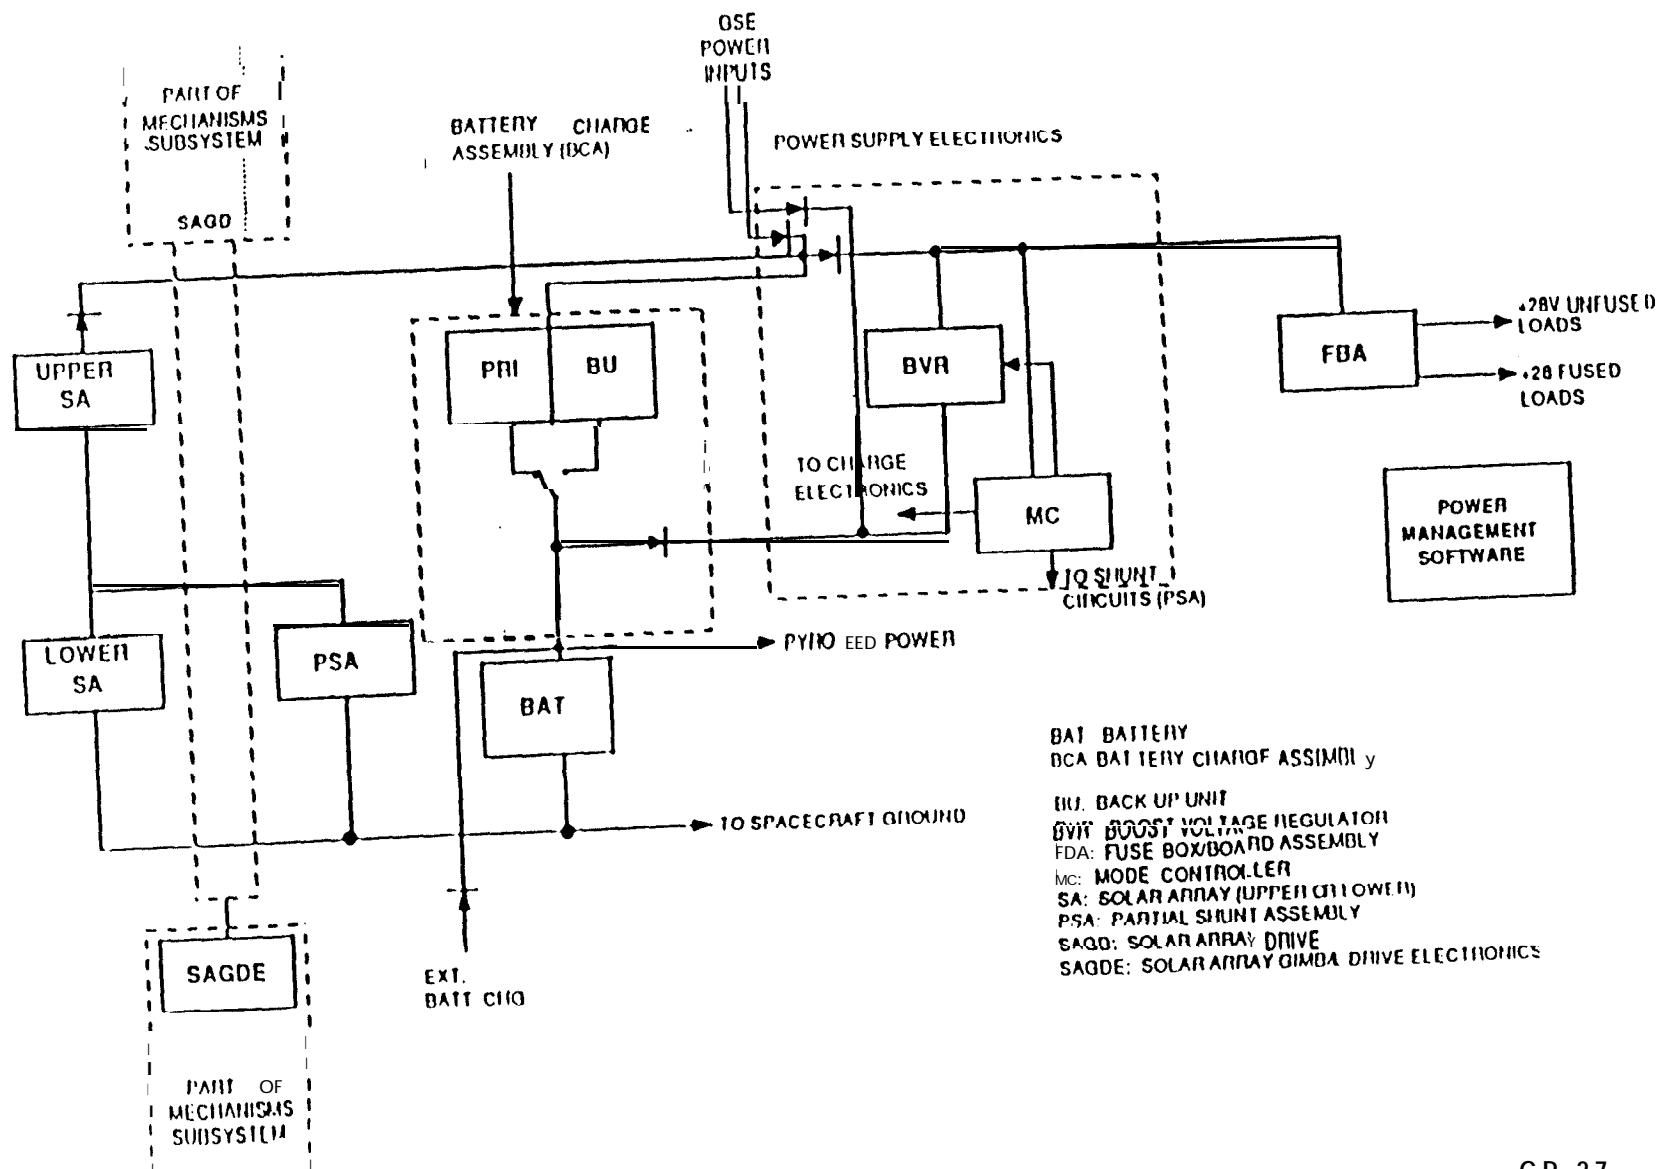 GSE
POWER
INPUTS
PART OF
MECHANISMS
SUBSYSTEM
SAGD
BATTERY CHARGE
ASSEMBLY (BCA)
POWER SUPPLY ELECTRONICS
UPPER
SA
PRI
BU
BVR
FBA
+28V UNFUSED
LOADS
+28 FUSED
LOADS
TO CHARGE
ELECTRONICS
MC
POWER
MANAGEMENT
SOFTWARE
TO SHUNT
CIRCUITS (PSA)
LOWER
SA
PSA
PYRO EED POWER
BAT
TO SPACECRAFT GROUND
BAT BATTERY
BCA BATTERY CHARGE ASSEMBLY
BU. BACK UP UNIT
BVR BOOST VOLTAGE REGULATOR
FDA: FUSE BOX/BOARD ASSEMBLY
MC: MODE CONTROLLER
SA: SOLAR ARRAY (UPPER OR LOWER)
PSA: PARTIAL SHUNT ASSEMBLY
SAGD: SOLAR ARRAY DRIVE
SAGDE: SOLAR ARRAY GIMBA DRIVE ELECTRONICS
SAGDE
EXT.
BATT CHG
PART OF
MECHANISMS
SUBSYSTEM